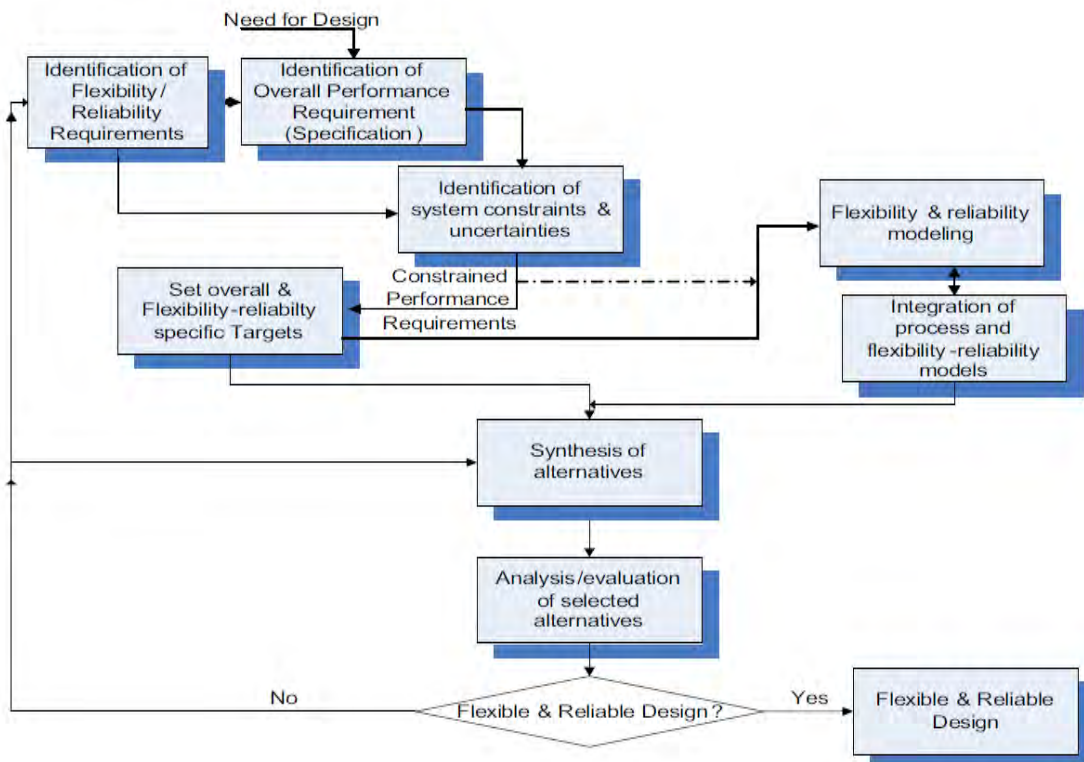 Need for Design
Identification of
Flexibility/
Reliability
Requirements
Identification of
Overall Performance
Requirement
(Specification)
Identification of
system constraints &
uncertainties
Flexibility & reliability
modeling
Constrained
Performance
Requirements
Set overall &
Flexibility-reliabilty
specific Targets
Integration of
process and
flexibility-reliability
models
Synthesis of
alternatives
Analysis/evaluation
of selected
alternatives
No
Flexible & Reliable Design?
Yes
Flexible & Reliable
Design